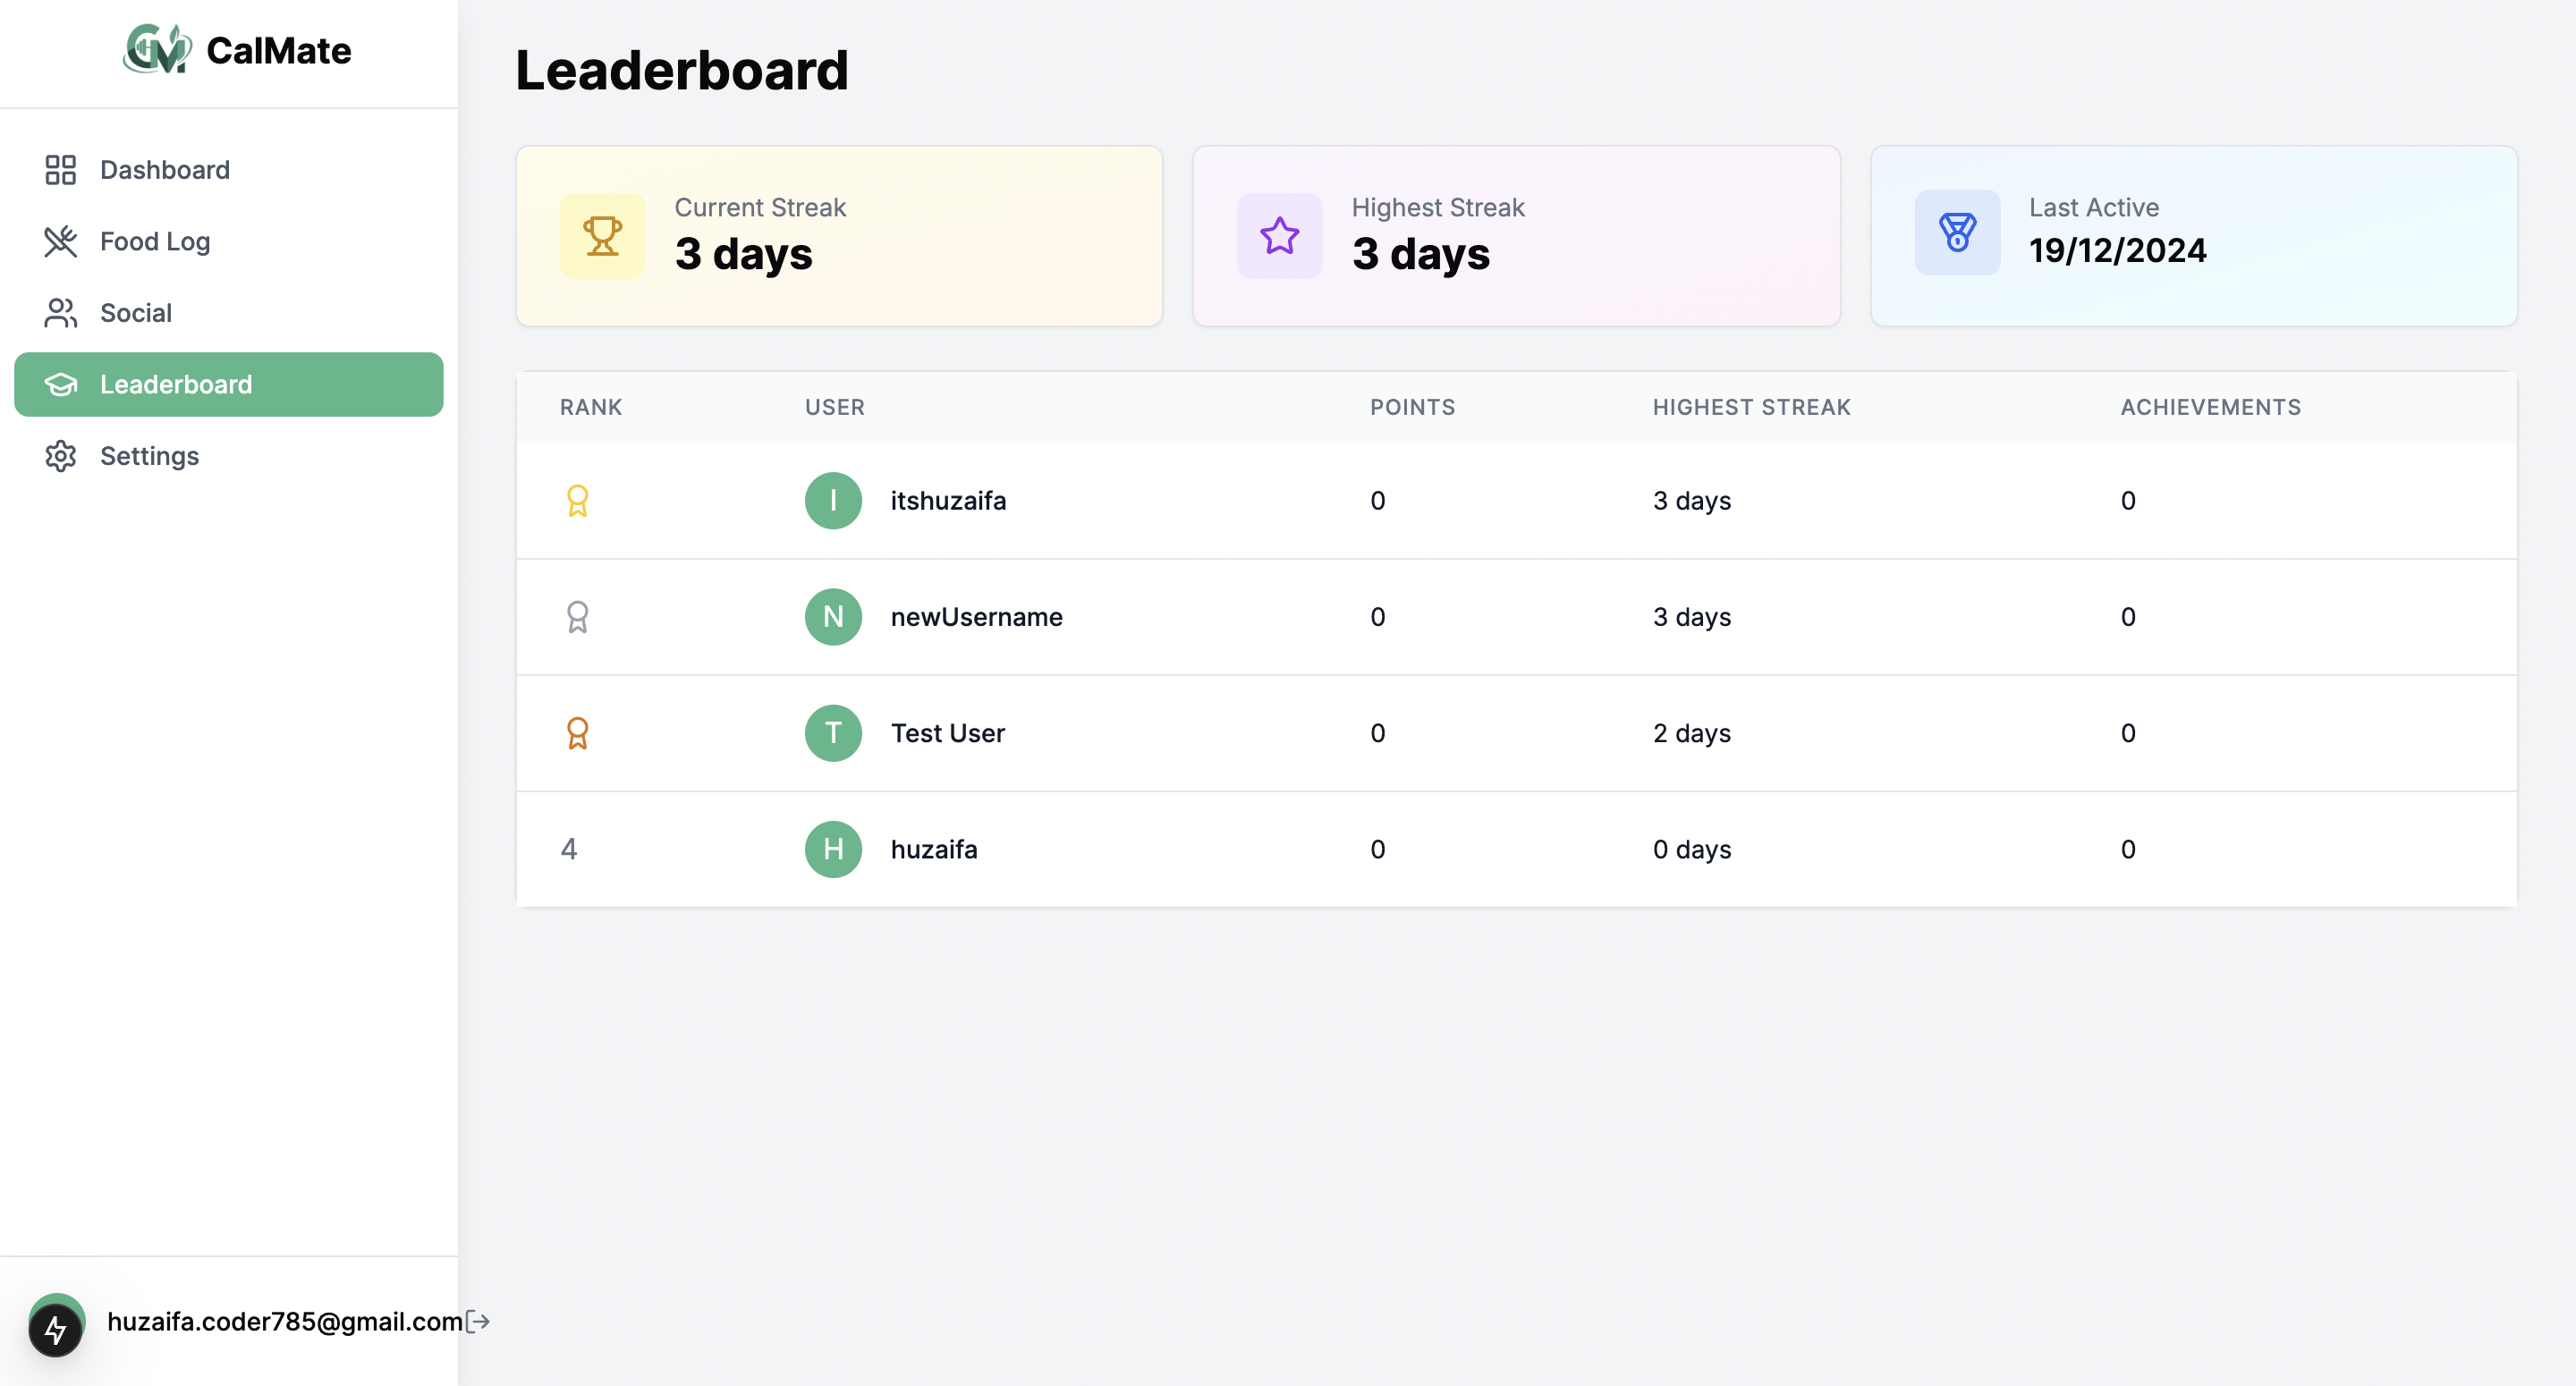 CalMate
Dashboard
Food Log
Social
Leaderboard
Settings
huzaifa.coder785@gmail.com
Leaderboard
Current Streak
3 days
Highest Streak
3 days
Last Active
19/12/2024
RANK USER POINTS HIGHEST STREAK ACHIEVEMENTS
I itshuzaifa 0 3 days 0
N newUsername 0 3 days 0
T Test User 0 2 days 0
4 H huzaifa 0 0 days 0